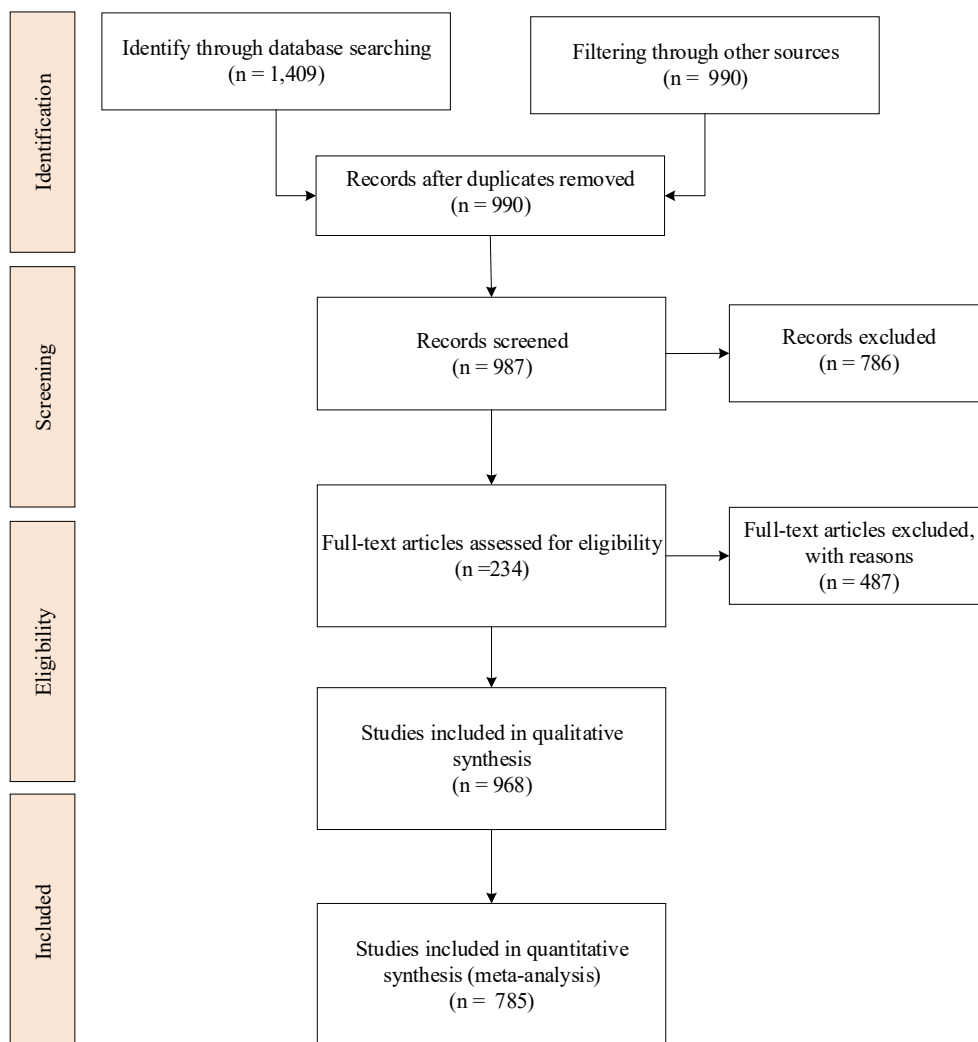 Identification
Identify through database searching
(n = 1,409)
Filtering through other sources
(n = 990)
Records after duplicates removed
(n = 990)
Screening
Records screened
(n = 987)
Records excluded
(n = 786)
Eligibility
Full-text articles assessed for eligibility
(n =234)
Full-text articles excluded,
with reasons
(n = 487)
Studies included in qualitative
synthesis
(n = 968)
Included
Studies included in quantitative
synthesis (meta-analysis)
(n = 785)